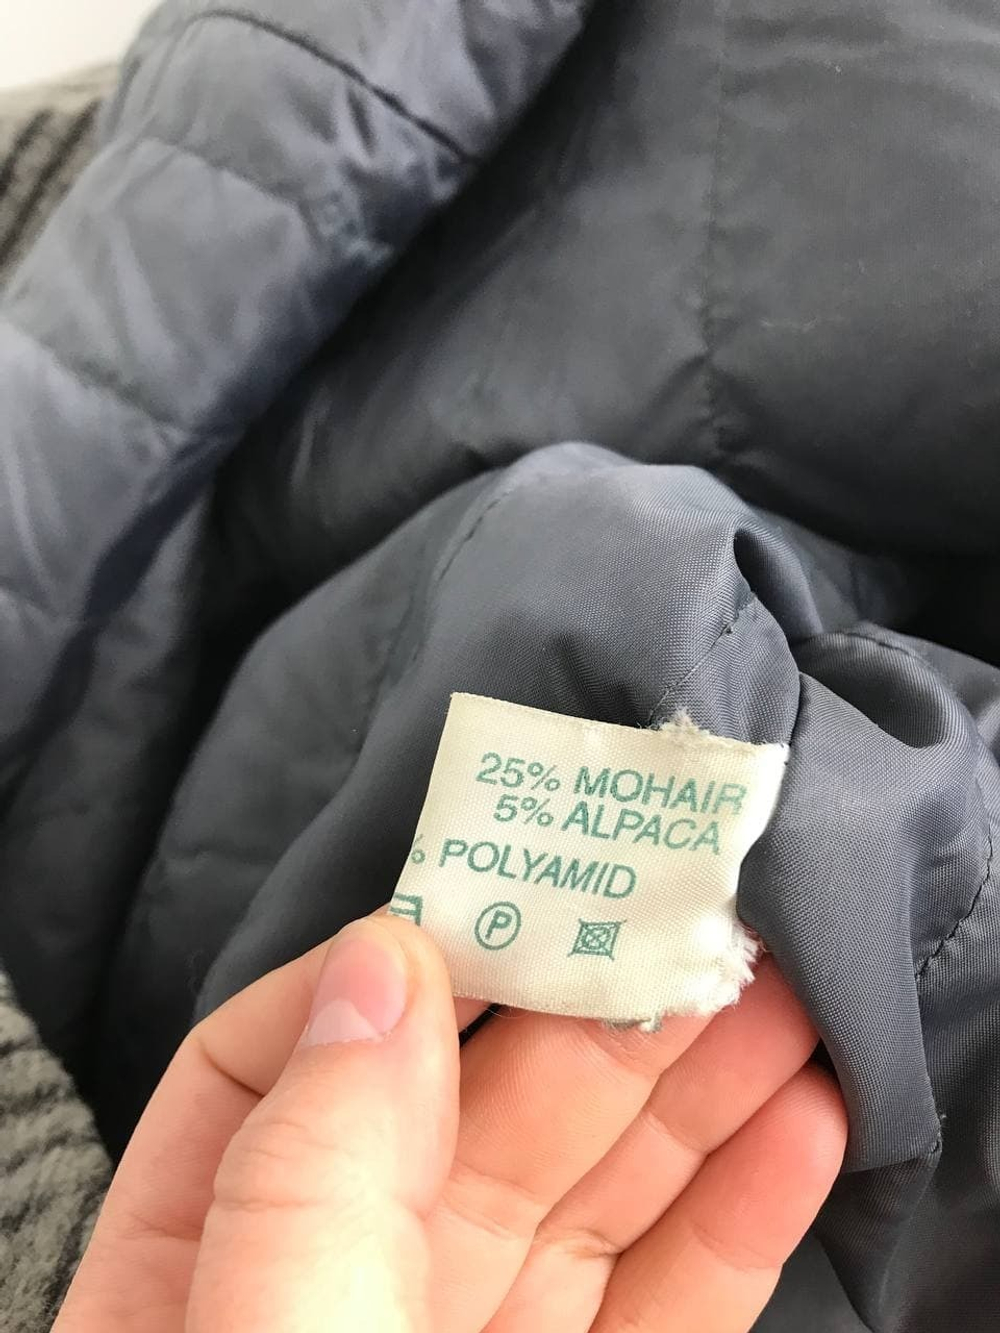 25% MOHAIR
5% ALPACA
% POLYAMID
P